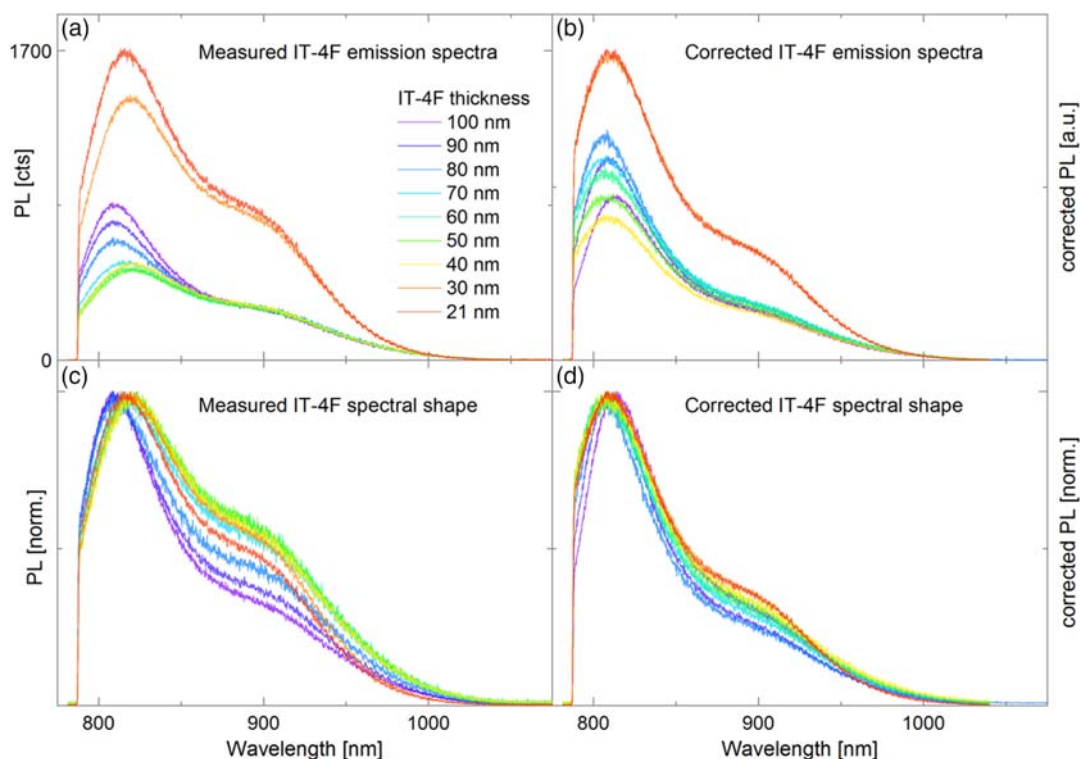 (a)
Measured IT-4F emission spectra
(b)
Corrected IT-4F emission spectra
1700
PL [cts]
0
IT-4F thickness
100 nm
90 nm
80 nm
70 nm
60 nm
50 nm
40 nm
30 nm
21 nm
corrected PL [a.u.]
(c)
Measured IT-4F spectral shape
(d)
Corrected IT-4F spectral shape
PL [norm.]
corrected PL [norm.]
800
900
1000
800
900
1000
Wavelength [nm]
Wavelength [nm]